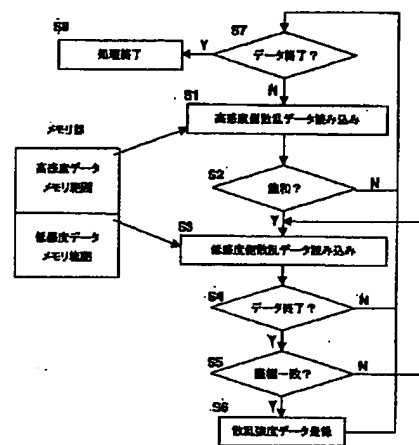 S8
処理終了
Y
S7
データ終了？
N
S1
高感度側散乱データ読み込み
メモリ部
高感度データ
メモリ範囲
低感度データ
メモリ範囲
S2
飽和？
N
Y
S3
低感度側散乱データ読み込み
S4
データ終了？
N
Y
S5
一致？
N
Y
S6
散乱強度データ登録